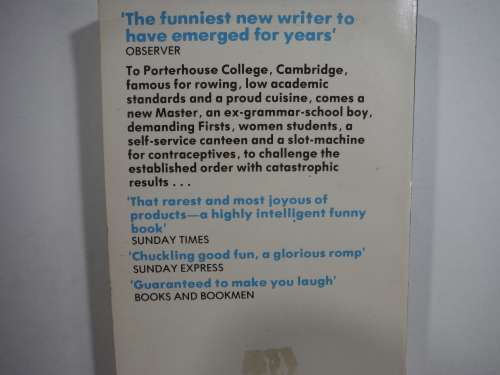 'The funniest new writer to
have emerged for years'
OBSERVER
To Porterhouse College, Cambridge,
famous for rowing, low academic
standards and a proud cuisine, comes a
new Master, an ex-grammar-school boy,
demanding Firsts, women students, a
self-service canteen and a slot-machine
for contraceptives, to challenge the
established order with catastrophic
results . . .
'That rarest and most joyous of
products—a highly intelligent funny
book'
SUNDAY TIMES
'Chuckling good fun, a glorious romp'
SUNDAY EXPRESS
'Guaranteed to make you laugh'
BOOKS AND BOOKMEN